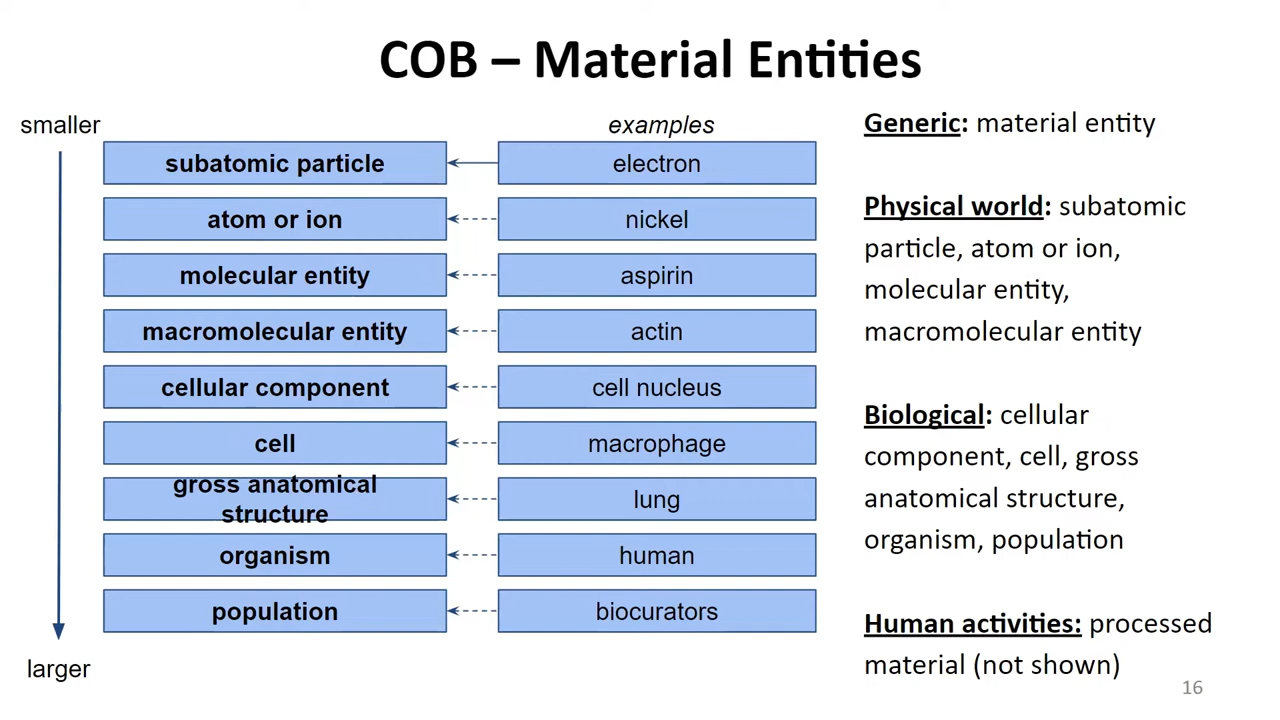 COB – Material Entities
smaller
examples
subatomic particle
electron
atom or ion
nickel
molecular entity
aspirin
macromolecular entity
actin
cellular component
cell nucleus
cell
macrophage
gross anatomical
structure
lung
organism
human
population
biocurators
larger
Generic: material entity
Physical world: subatomic
particle, atom or ion,
molecular entity,
macromolecular entity
Biological: cellular
component, cell, gross
anatomical structure,
organism, population
Human activities: processed
material (not shown)
16